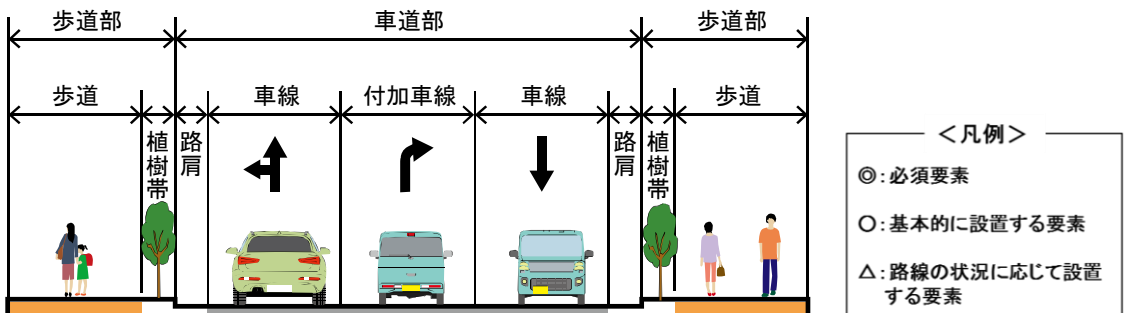 歩道部
車道部
歩道部
歩道
車線
付加車線
車線
歩道
植樹帯
路肩
路肩
植樹帯
<凡例>
◎:必須要素
○:基本的に設置する要素
△:路線の状況に応じて設置
する要素